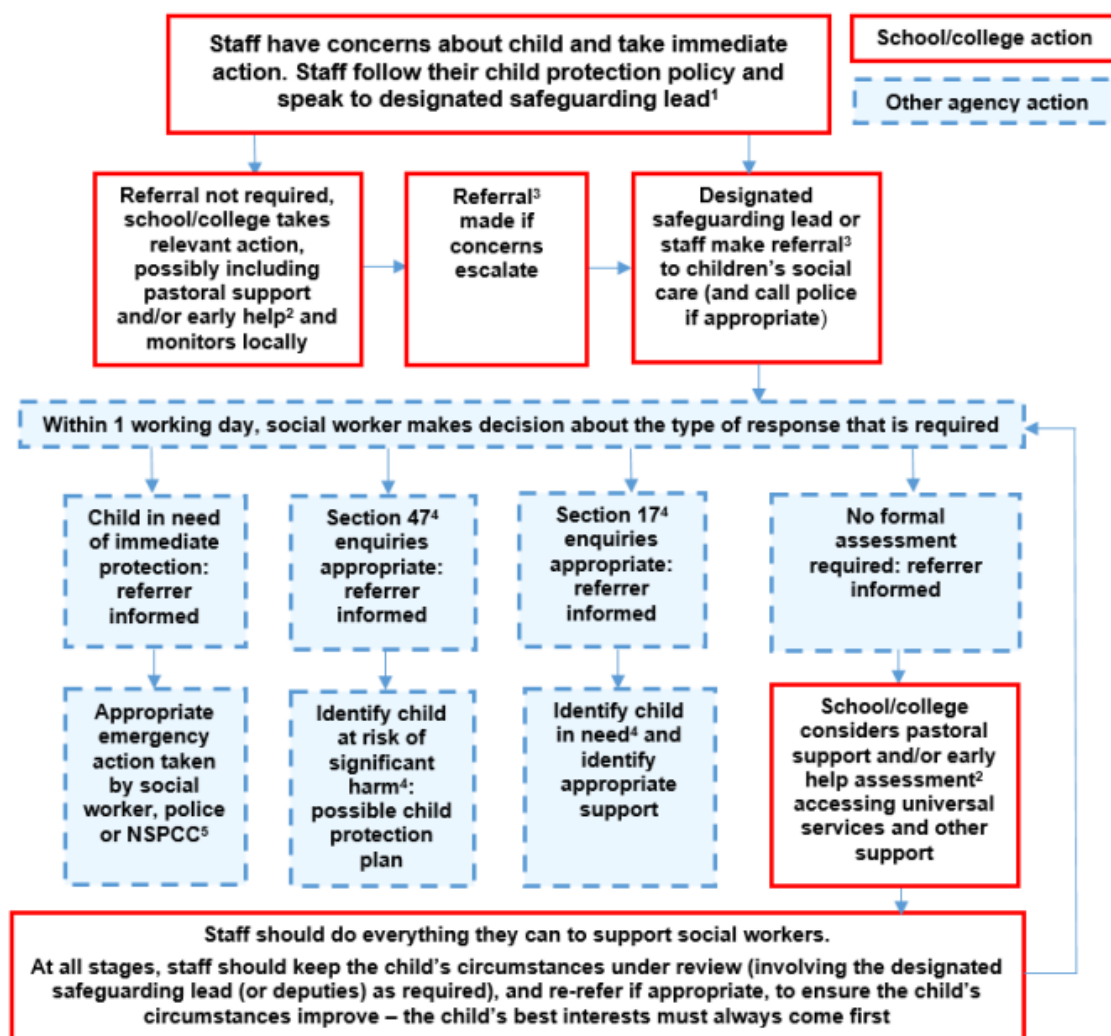 Staff have concerns about child and take immediate
action. Staff follow their child protection policy and
speak to designated safeguarding lead¹
School/college action
Other agency action
Referral not required,
school/college takes
relevant action,
possibly including
pastoral support
and/or early help² and
monitors locally
Referral³
made if
concerns
escalate
Designated
safeguarding lead or
staff make referral³
to children’s social
care (and call police
if appropriate)
Within 1 working day, social worker makes decision about the type of response that is required
Child in need
of immediate
protection:
referrer
informed
Section 47⁴
enquiries
appropriate:
referrer
informed
Section 17⁴
enquiries
appropriate:
referrer
informed
No formal
assessment
required: referrer
informed
Appropriate
emergency
action taken
by social
worker, police
or NSPCC⁵
Identify child
at risk of
significant
harm⁴:
possible child
protection
plan
Identify child
in need⁴ and
identify
appropriate
support
School/college
considers pastoral
support and/or early
help assessment²
accessing universal
services and other
support
Staff should do everything they can to support social workers.
At all stages, staff should keep the child’s circumstances under review (involving the designated
safeguarding lead (or deputies) as required), and re-refer if appropriate, to ensure the child’s
circumstances improve – the child’s best interests must always come first